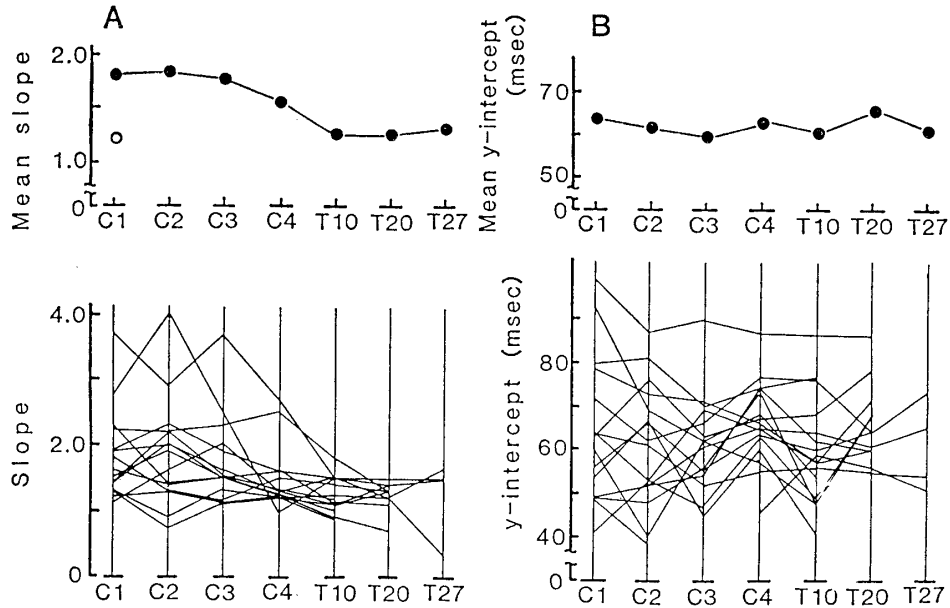 A
Mean slope
2.0
1.0
0
C1 C2 C3 C4 T10 T20 T27
B
Mean y-intercept
(msec)
70
50
0
C1 C2 C3 C4 T10 T20 T27
Slope
4.0
2.0
0
C1 C2 C3 C4 T10 T20 T27
y-intercept (msec)
80
60
40
0
C1 C2 C3 C4 T10 T20 T27